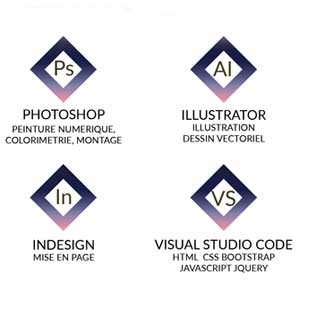 Ps
PHOTOSHOP
PEINTURE NUMERIQUE,
COLORIMETRIE, MONTAGE
AI
ILLUSTRATOR
ILLUSTRATION
DESSIN VECTORIEL
In
INDESIGN
MISE EN PAGE
VS
VISUAL STUDIO CODE
HTML CSS BOOTSTRAP
JAVASCRIPT JQUERY